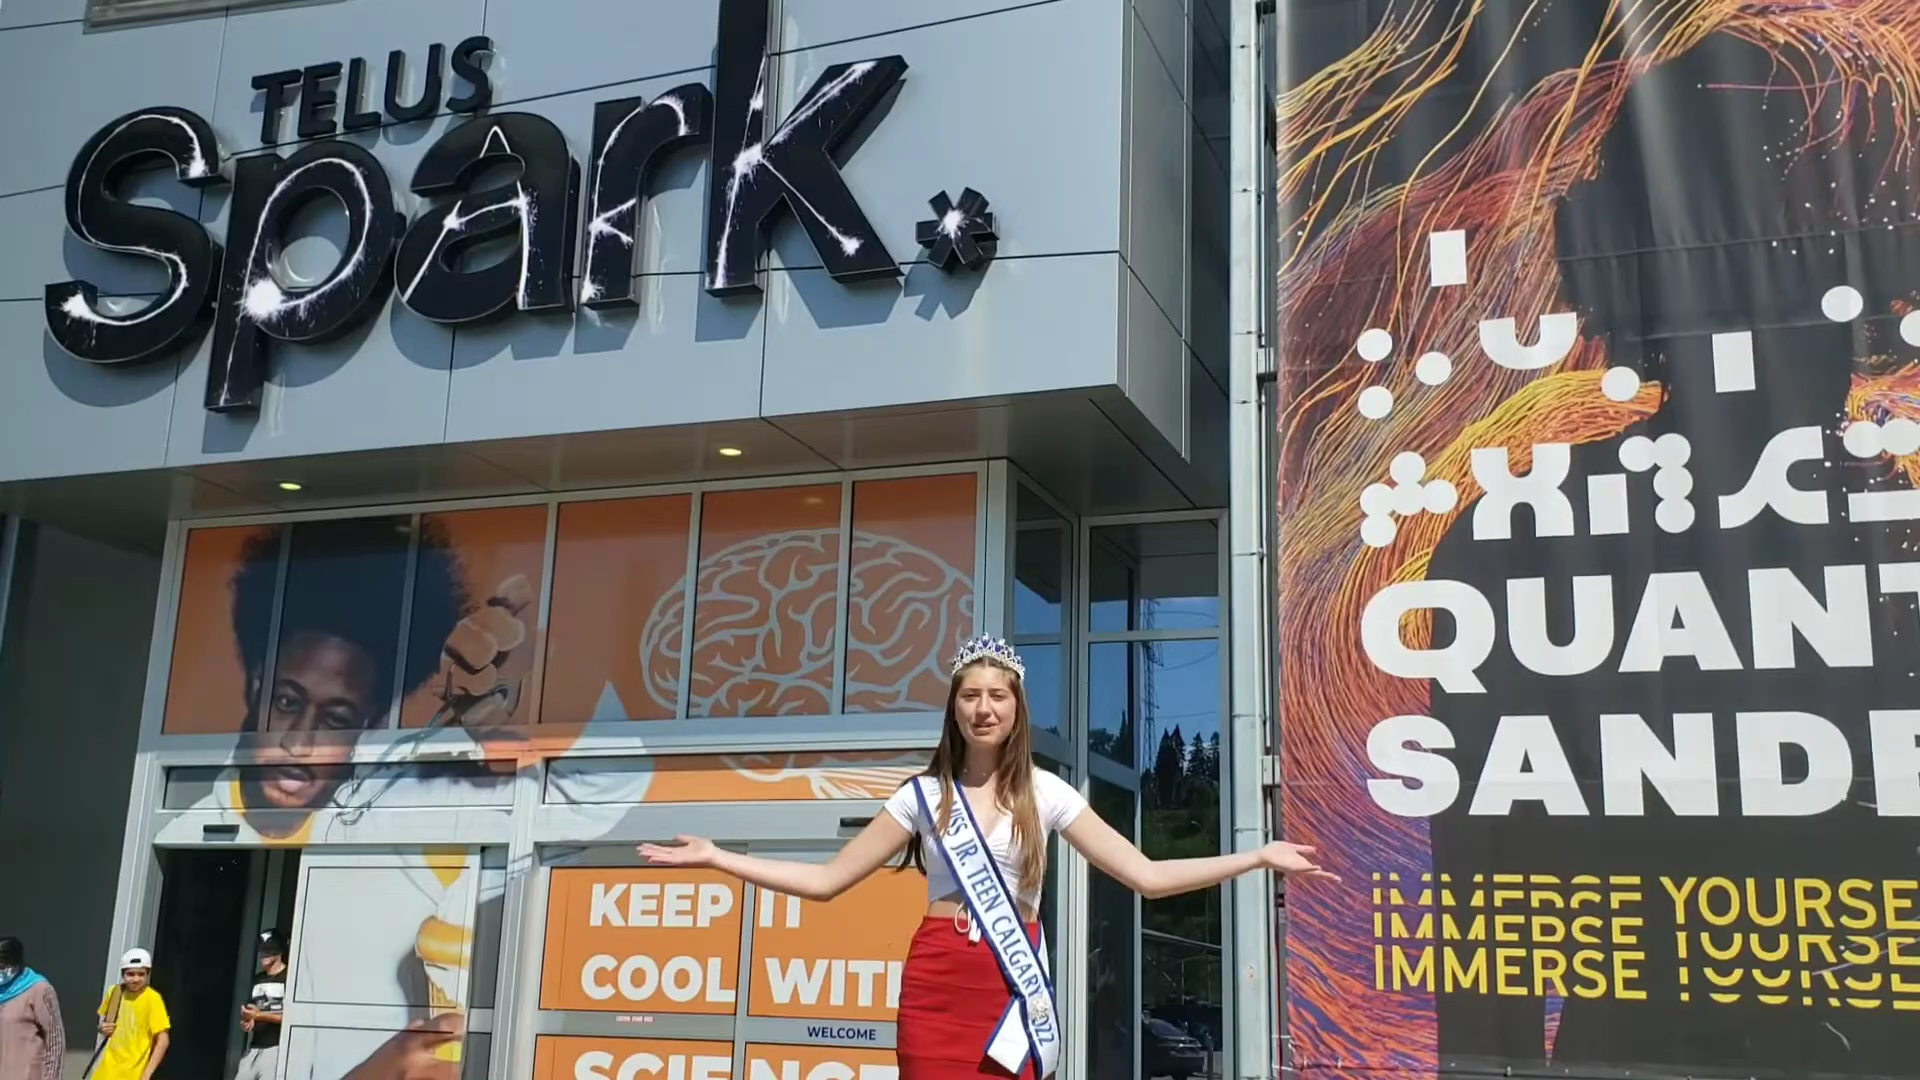 TELUS
Spark
KEEP IT
COOL WITH
WELCOME
SCIENCE
MISS JR. TEEN CALGARY 2022
QUANT
SANDE
IMMERSE YOURSE
IMMERSE YOURSE
IMMERSE YOURSE